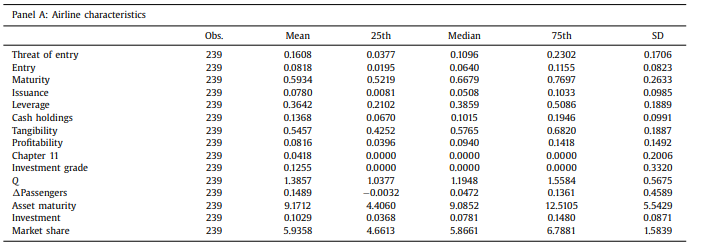 Panel A: Airline characteristics
Obs. Mean 25th Median 75th SD
Threat of entry 239 0.1608 0.0377 0.1096 0.2302 0.1706
Entry 239 0.0818 0.0195 0.0640 0.1155 0.0823
Maturity 239 0.5934 0.5219 0.6679 0.7697 0.2633
Issuance 239 0.0780 0.0081 0.0508 0.1033 0.0985
Leverage 239 0.3642 0.2102 0.3859 0.5086 0.1889
Cash holdings 239 0.1368 0.0670 0.1015 0.1946 0.0991
Tangibility 239 0.5457 0.4252 0.5765 0.6820 0.1887
Profitability 239 0.0816 0.0396 0.0940 0.1418 0.1492
Chapter 11 239 0.0418 0.0000 0.0000 0.0000 0.2006
Investment grade 239 0.1255 0.0000 0.0000 0.0000 0.3320
Q 239 1.3857 1.0377 1.1948 1.5584 0.5675
ΔPassengers 239 0.1489 −0.0032 0.0472 0.1361 0.4589
Asset maturity 239 9.1712 4.4060 9.0852 12.5105 5.5429
Investment 239 0.1029 0.0368 0.0781 0.1480 0.0871
Market share 239 5.9358 4.6613 5.8661 6.7881 1.5839